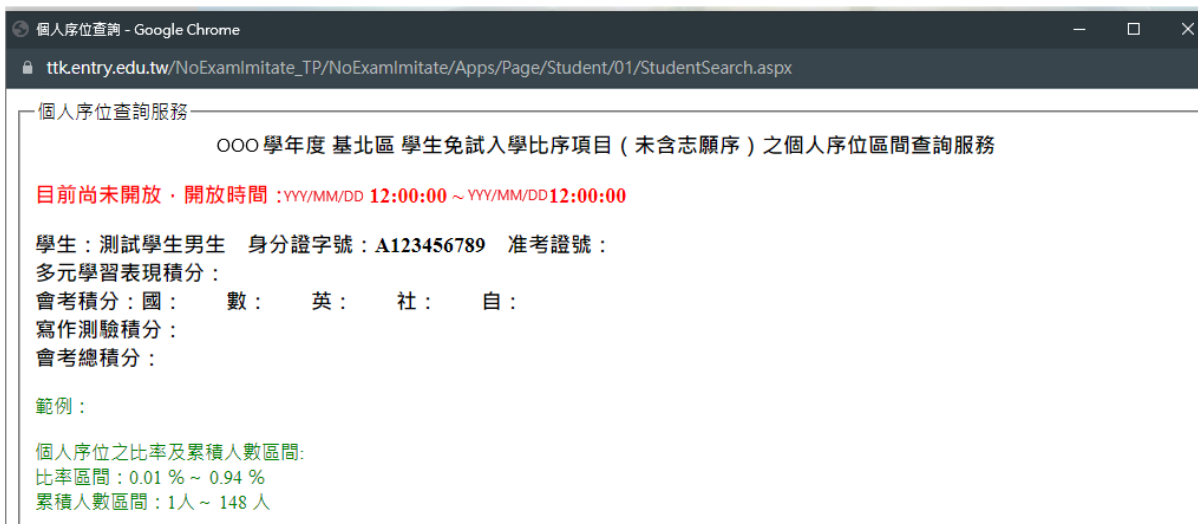 個人序位查詢 - Google Chrome
ttk.entry.edu.tw/NoExamImitate_TP/NoExamImitate/Apps/Page/Student/01/StudentSearch.aspx
個人序位查詢服務
OOO 學年度 基北區 學生免試入學比序項目（未含志願序）之個人序位區間查詢服務
目前尚未開放，開放時間：YYY/MM/DD 12:00:00 ~ YYY/MM/DD12:00:00
學生：測試學生男生 身分證字號：A123456789 准考證號：
多元學習表現積分：
會考積分：國： 數： 英： 社： 自：
寫作測驗積分：
會考總積分：
範例：
個人序位之比率及累積人數區間:
比率區間：0.01 % ~ 0.94 %
累積人數區間：1人 ~ 148 人